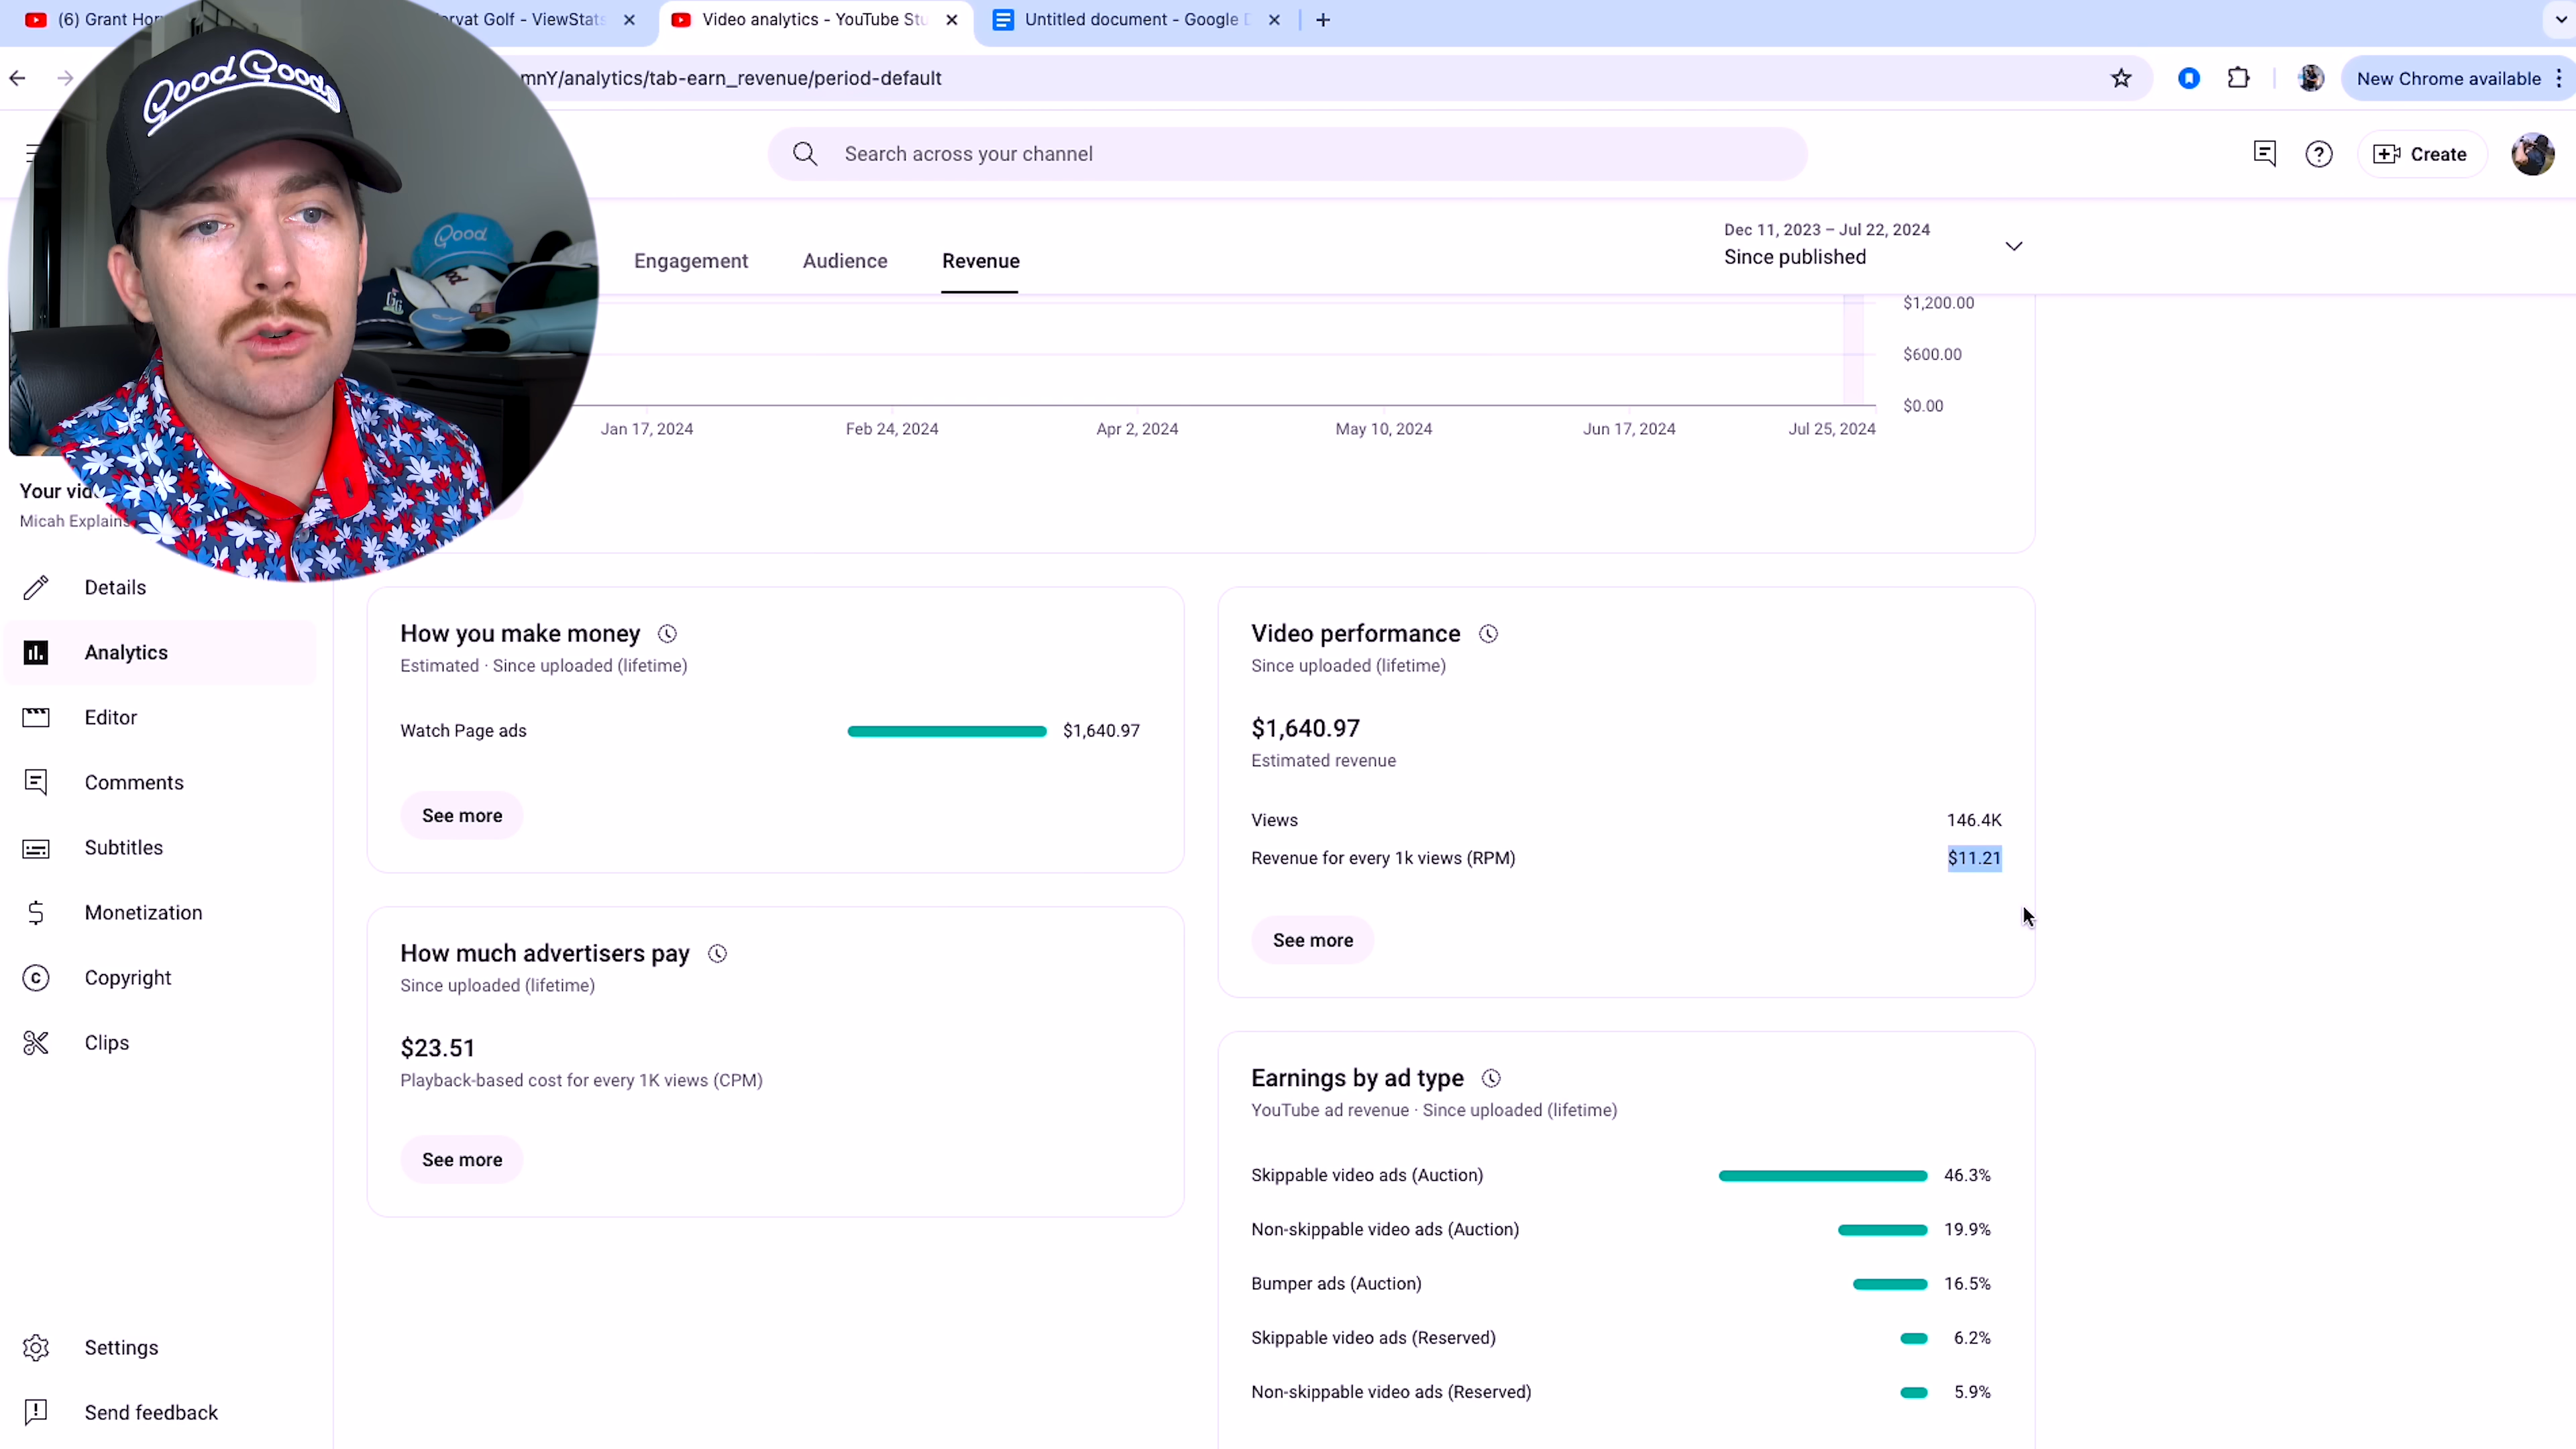 (6) Grant Hor
rvat Golf - ViewStats
Video analytics - YouTube Stu
Untitled document - Google D
mnY/analytics/tab-earn_revenue/period-default
New Chrome available
GoodGood
Good
GG
Search across your channel
Create
Engagement
Audience
Revenue
Dec 11, 2023 – Jul 22, 2024
Since published
$1,200.00
$600.00
$0.00
Jan 17, 2024
Feb 24, 2024
Apr 2, 2024
May 10, 2024
Jun 17, 2024
Jul 25, 2024
Your vid
Micah Explains
Details
Analytics
Editor
Comments
Subtitles
Monetization
Copyright
Clips
Settings
Send feedback
How you make money
Estimated · Since uploaded (lifetime)
Watch Page ads $1,640.97
See more
How much advertisers pay
Since uploaded (lifetime)
$23.51
Playback-based cost for every 1K views (CPM)
See more
Video performance
Since uploaded (lifetime)
$1,640.97
Estimated revenue
Views 146.4K
Revenue for every 1k views (RPM) $11.21
See more
Earnings by ad type
YouTube ad revenue · Since uploaded (lifetime)
Skippable video ads (Auction) 46.3%
Non-skippable video ads (Auction) 19.9%
Bumper ads (Auction) 16.5%
Skippable video ads (Reserved) 6.2%
Non-skippable video ads (Reserved) 5.9%